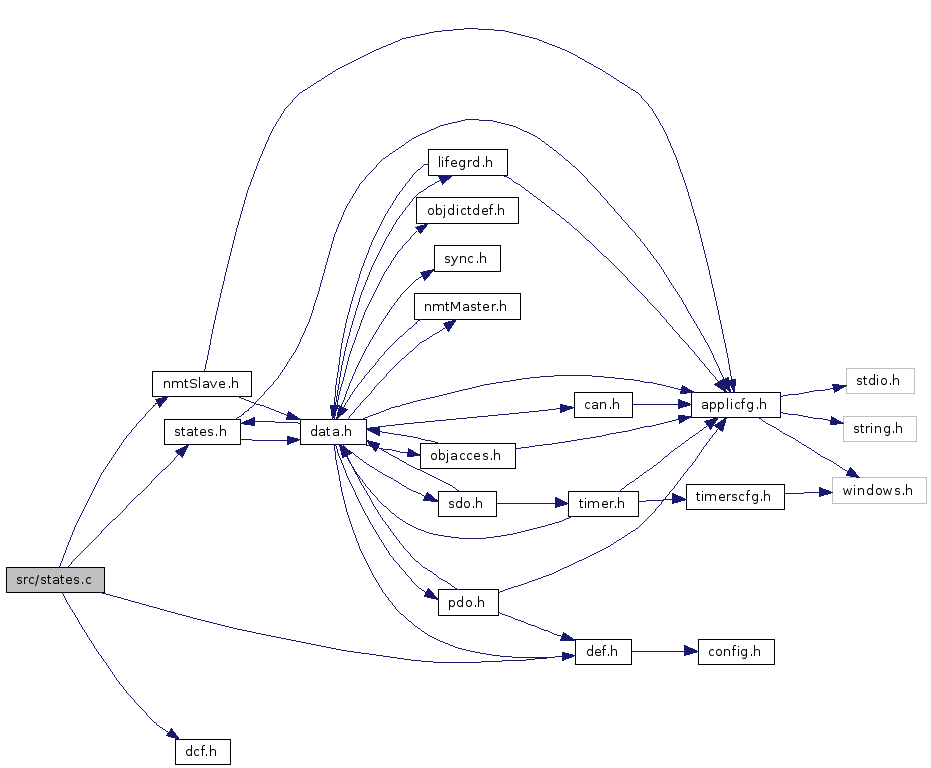 lifegrd.h
objdictdef.h
sync.h
nmtMaster.h
nmtSlave.h
stdio.h
can.h
applicfg.h
states.h
data.h
string.h
objacces.h
windows.h
sdo.h
timer.h
timerscfg.h
src/states.c
pdo.h
def.h
config.h
dcf.h